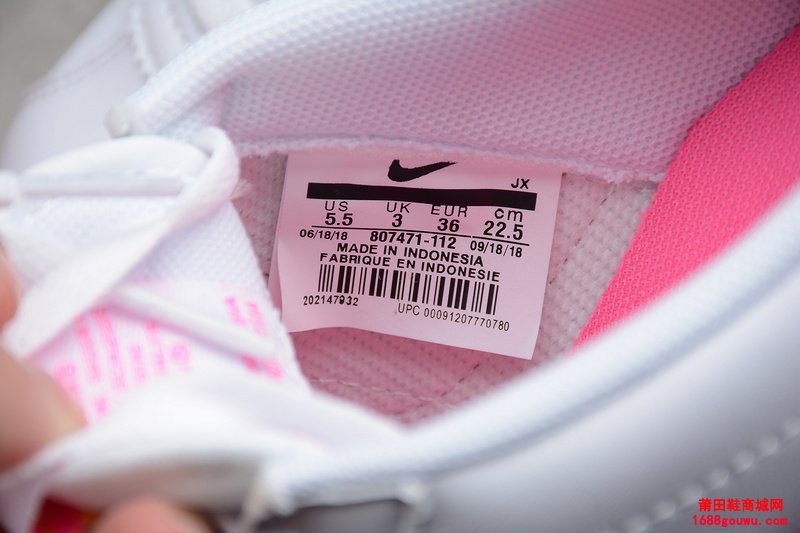 JX
US UK EUR cm
5.5 3 36 22.5
06/18/18 807471-112 09/18/18
MADE IN INDONESIA
FABRIQUE EN INDONESIE
202147932
UPC 00091207770780
莆田鞋商城网
1688gouwu.com